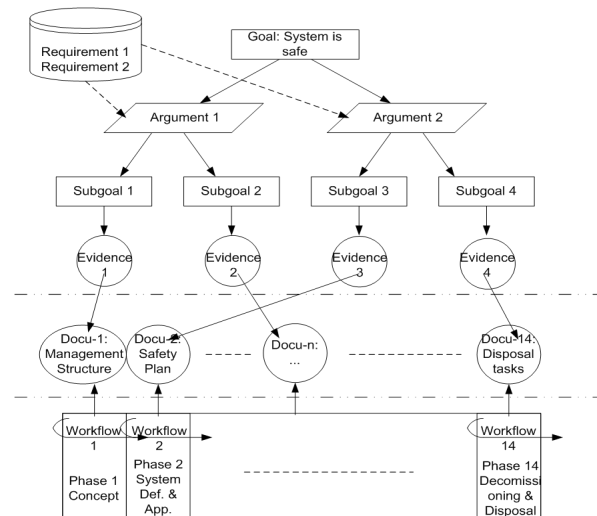 Requirement 1
Requirement 2
Goal: System is
safe
Argument 1
Argument 2
Subgoal 1
Subgoal 2
Subgoal 3
Subgoal 4
Evidence
1
Evidence
2
Evidence
3
Evidence
4
Docu-1:
Management
Structure
Docu-2:
Safety
Plan
Docu-n:
...
Docu-14:
Disposal
tasks
Workflow
1
Phase 1
Concept
Workflow
2
Phase 2
System
Def. &
App.
Workflow
14
Phase 14
Decomissi
oning &
Disposal